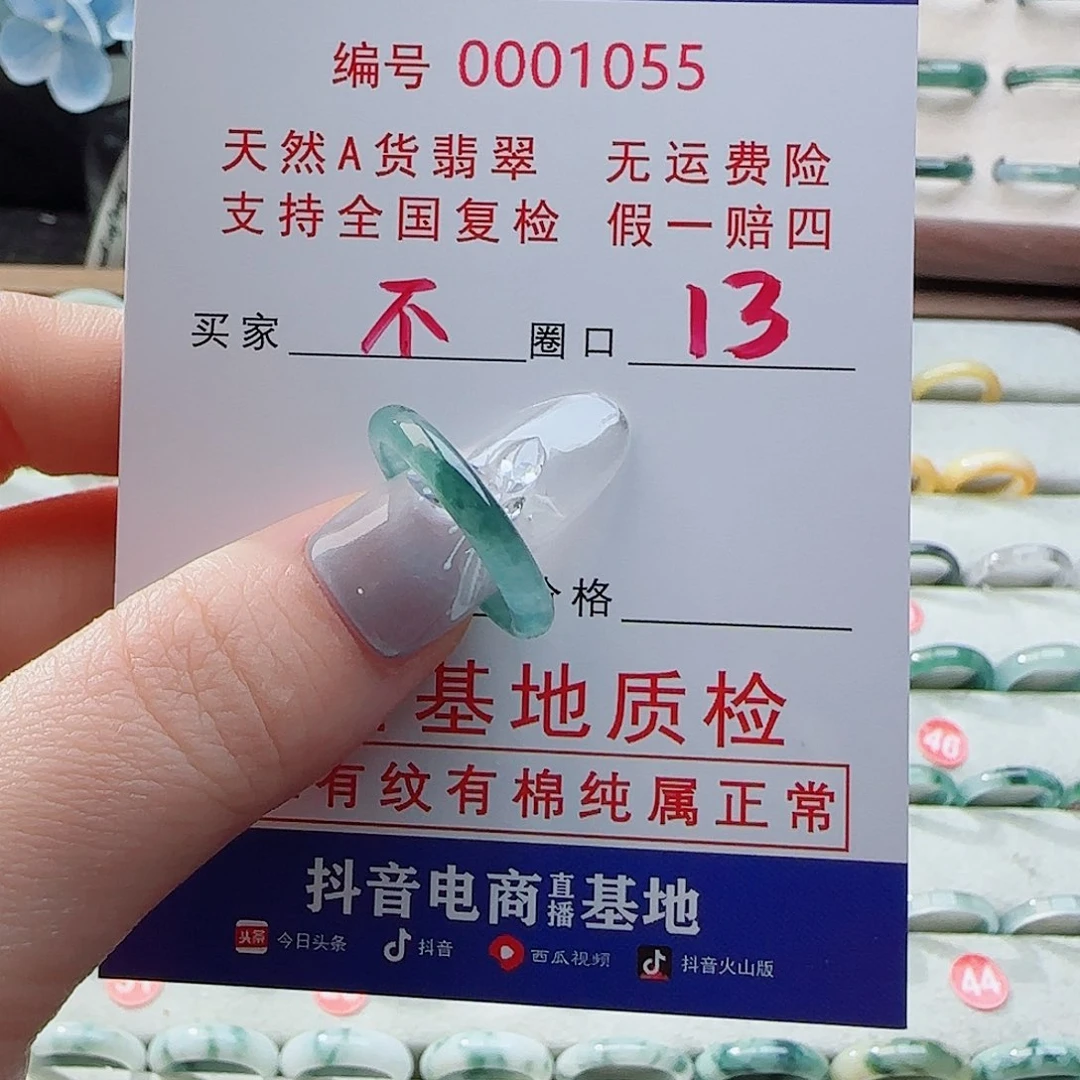 编号 0001055
天然A货翡翠 无运费险
支持全国复检 假一赔四
买家 不 圈口 13
格
基地质检
有纹有棉纯属正常
抖音电商直播基地
今日头条 抖音 西瓜视频 抖音火山版
46
44